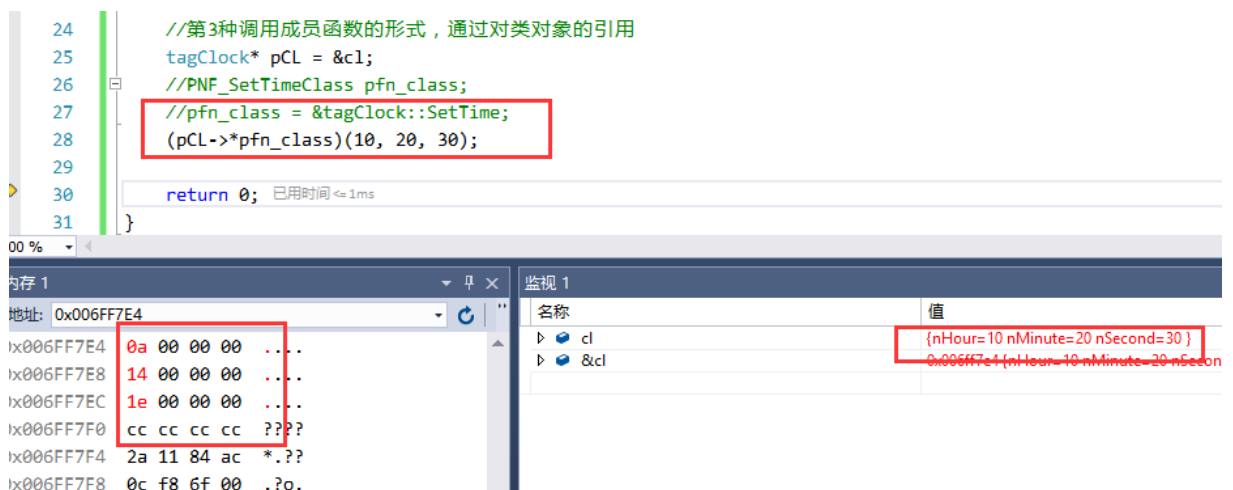 24 //第3种调用成员函数的形式，通过对类对象的引用
25 tagClock* pCL = &cl;
26 //PNF_SetTimeClass pfn_class;
27 //pfn_class = &tagClock::SetTime;
28 (pCL->*pfn_class)(10, 20, 30);
29
30 return 0; 已用时间<=1ms
31 }
00 %
内存 1
地址: 0x006FF7E4
0x006FF7E4 0a 00 00 00 ....
0x006FF7E8 14 00 00 00 ....
0x006FF7EC 1e 00 00 00 ....
0x006FF7F0 cc cc cc cc ????
0x006FF7F4 2a 11 84 ac *.??
0x006FF7F8 0c f8 6f 00 .?o.
监视 1
名称 值
cl {nHour=10 nMinute=20 nSecond=30 }
&cl 0x006ff7e4 {nHour=10 nMinute=20 nSecon